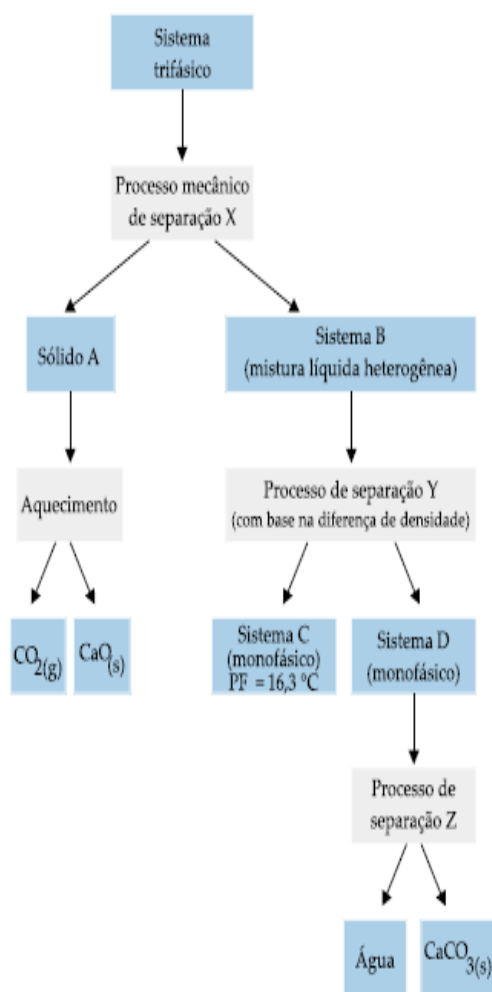 Sistema
trifásico
Processo mecânico
de separação X
Sólido A
Sistema B
(mistura líquida heterogênea)
Aquecimento
Processo de separação Y
(com base na diferença de densidade)
CO2(g)
CaO(s)
Sistema C
(monofásico)
PF = 16,3 ºC
Sistema D
(monofásico)
Processo de
separação Z
Água
CaCO3(s)